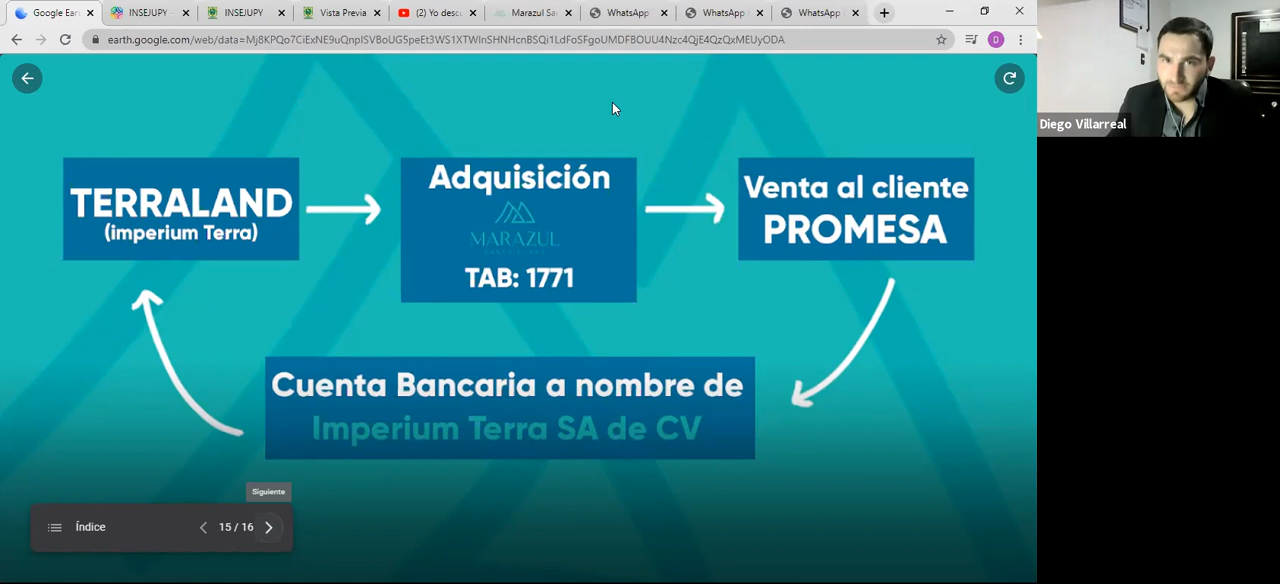 Google Ear
INSEJUPY -
INSEJUPY
Vista Previa
(2) Yo descu
Marazul Sa
WhatsApp
WhatsApp
WhatsApp
earth.google.com/web/data=Mj8KPQo7CiExNE9uQnpISVBoUG5peEt3WS1XTWlnSHNHcnBSQi1LdFoSFgoUMDFBOUU4Nzc4QjE4QzQxMEUyODA
D
Diego Villarreal
TERRALAND
(imperium Terra)
Adquisición
MARAZUL
TAB: 1771
Venta al cliente
PROMESA
Cuenta Bancaria a nombre de
Imperium Terra SA de CV
Siguiente
Índice
15 / 16